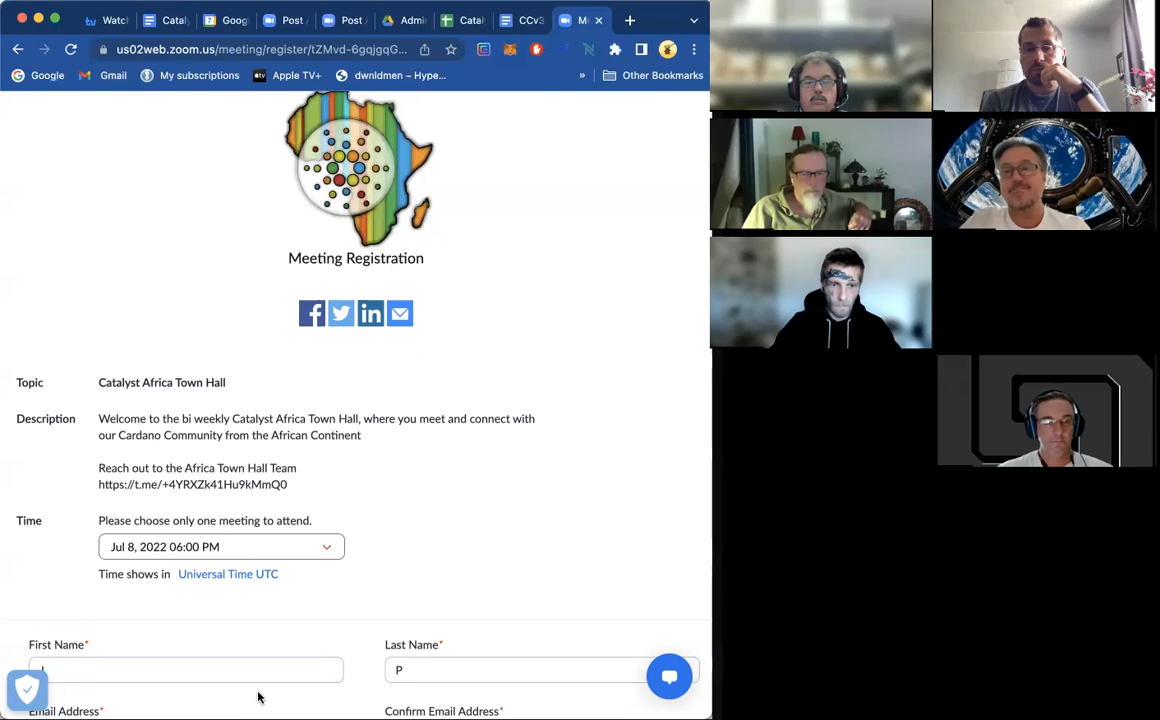 Watch
Cataly
Goog
Post
Post
Admi
Catal
CCv3
M
us02web.zoom.us/meeting/register/tZMvd-6gqjgqG...
Google
Gmail
My subscriptions
Apple TV+
dwnldmen – Hype...
»
Other Bookmarks
Meeting Registration
Topic
Catalyst Africa Town Hall
Description
Welcome to the bi weekly Catalyst Africa Town Hall, where you meet and connect with
our Cardano Community from the African Continent
Reach out to the Africa Town Hall Team
https://t.me/+4YRXZk41Hu9kMmQ0
Time
Please choose only one meeting to attend.
Jul 8, 2022 06:00 PM
Time shows in Universal Time UTC
First Name*
Last Name*
P
Email Address*
Confirm Email Address*